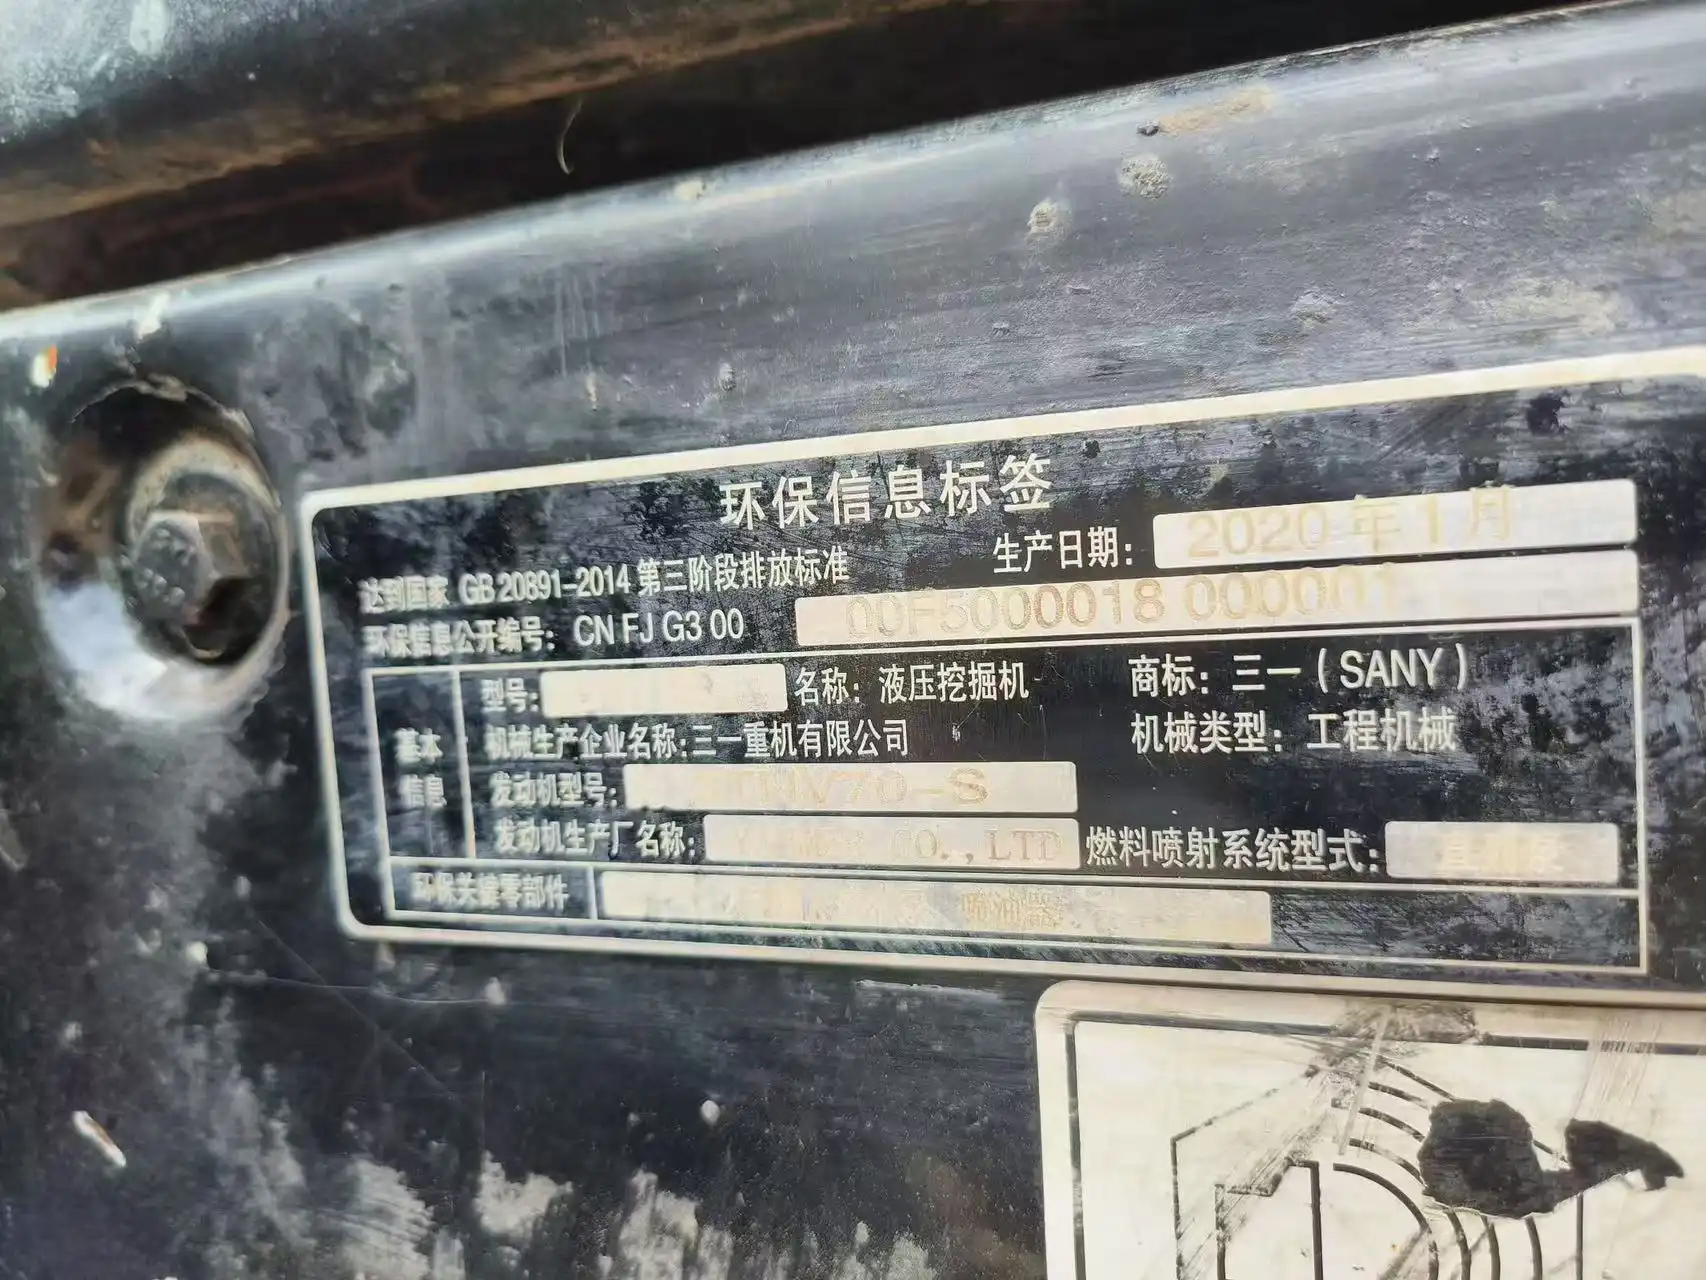 环保信息标签
达到国家 GB 20891-2014 第三阶段排放标准 生产日期: 2020 年 1 月
环保信息公开编号: CN FJ G3 00 00F5000018 000001
基本信息
型号: 名称: 液压挖掘机 商标: 三一 (SANY)
机械生产企业名称: 三一重机有限公司 机械类型: 工程机械
发动机型号: TNV70-S
发动机生产厂名称: CO., LTD 燃料喷射系统型式:
环保关键零部件 喷油器